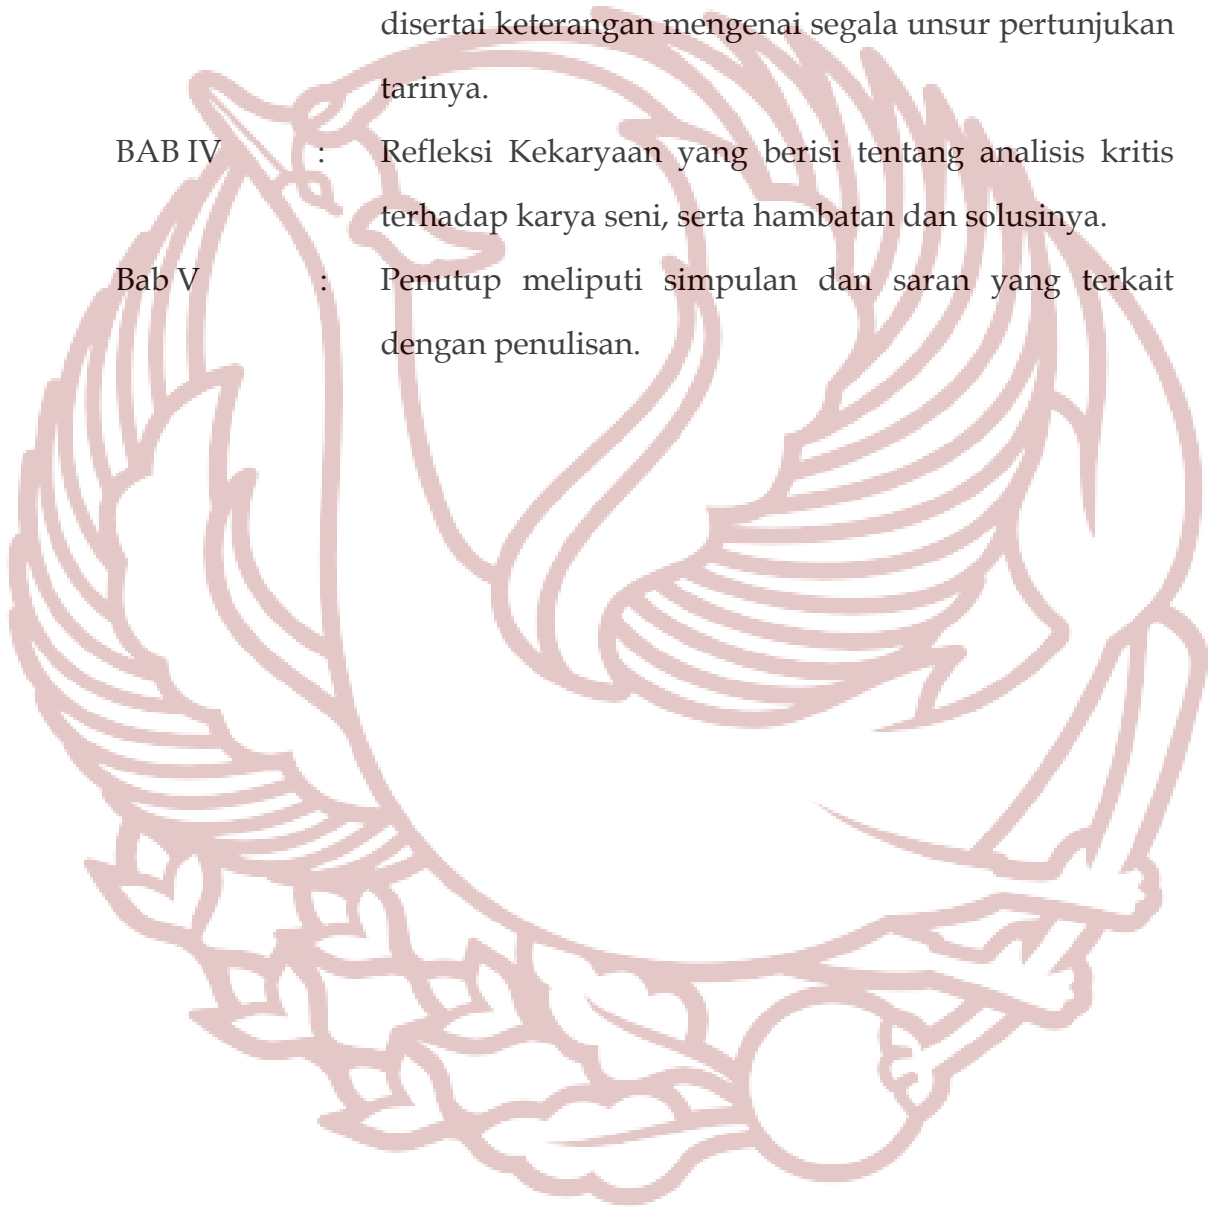 disertai keterangan mengenai segala unsur pertunjukan
tarinya.
BAB IV : Refleksi Kekaryaan yang berisi tentang analisis kritis
terhadap karya seni, serta hambatan dan solusinya.
Bab V : Penutup meliputi simpulan dan saran yang terkait
dengan penulisan.